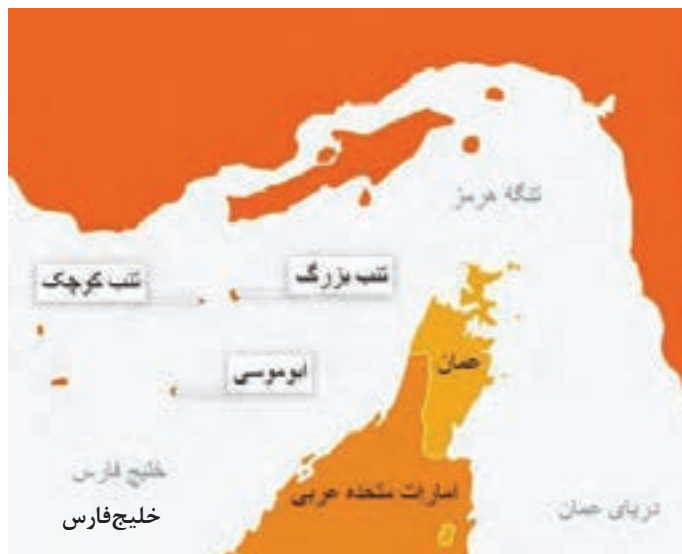 تنگه هرمز
تنب بزرگ
تنب کوچک
عمان
ابوموسی
خلیج فارس
امارات متحده عربی
دریای عمان
خلیج‌فارس